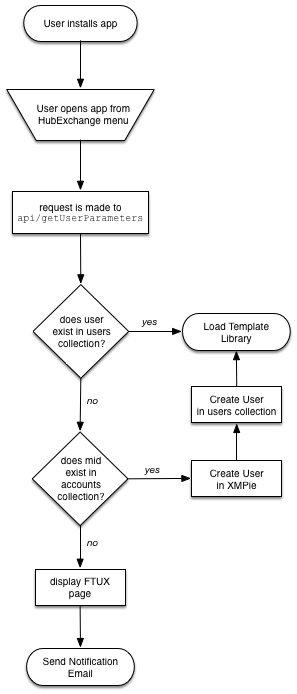 User installs app
User opens app from
HubExchange menu
request is made to
api/getUserParameters
does user
exist in users
collection?
yes
Load Template
Library
no
Create User
in users collection
does mid
exist in
accounts
collection?
yes
Create User
in XMPie
no
display FTUX
page
Send Notification
Email